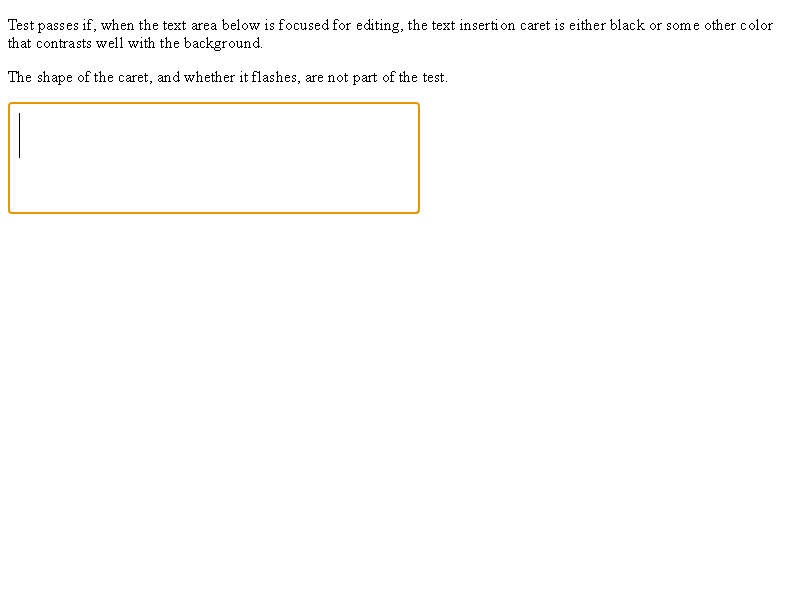 Test passes if, when the text area below is focused for editing, the text insertion caret is either black or some other color
that contrasts well with the background.
The shape of the caret, and whether it flashes, are not part of the test.